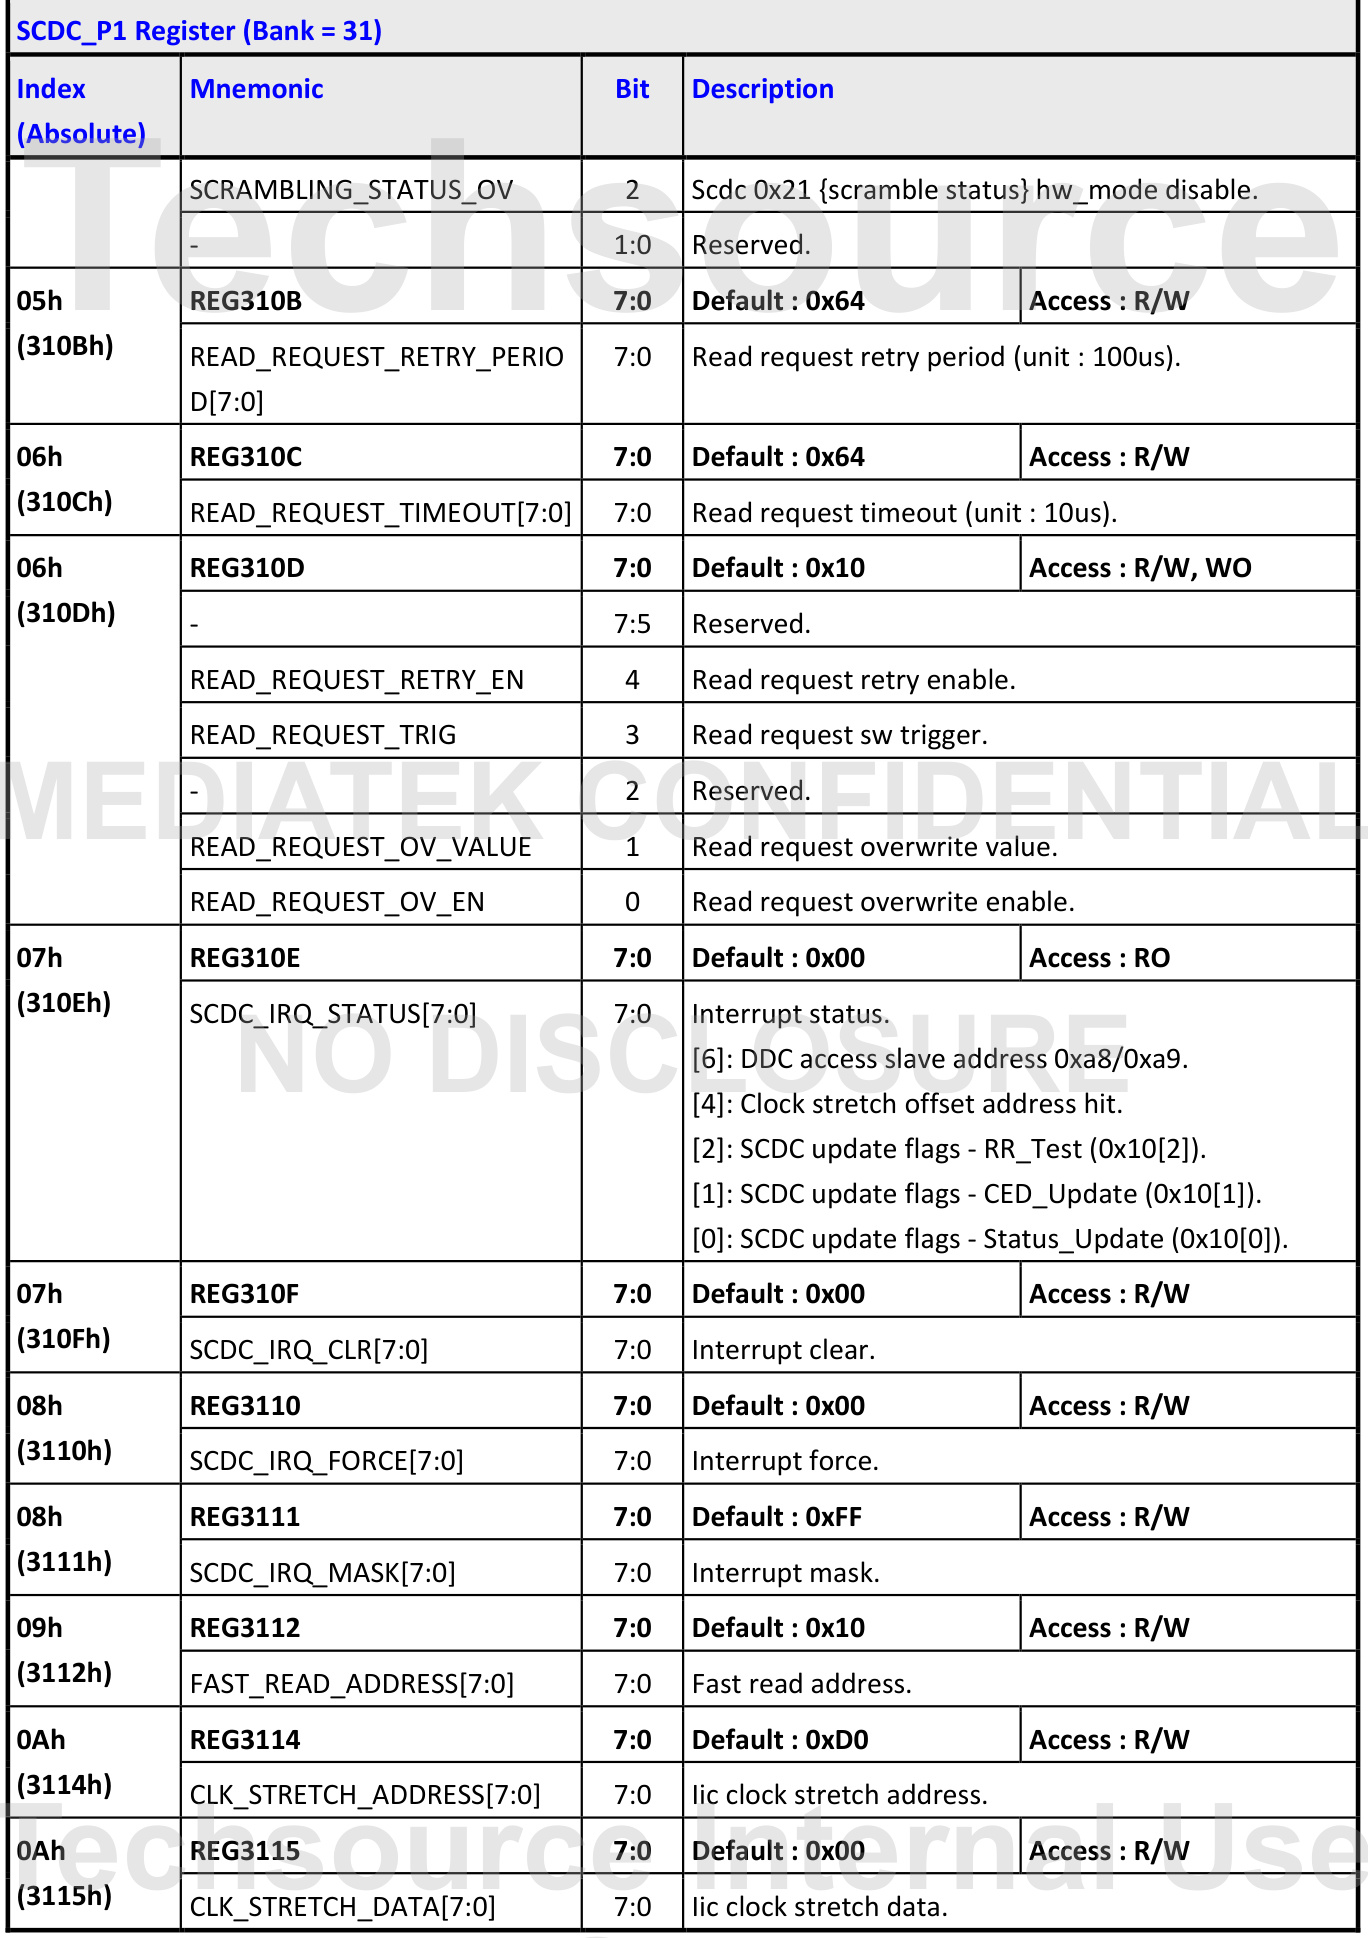 SCDC_P1 Register (Bank = 31)
Index (Absolute) Mnemonic Bit Description
SCRAMBLING_STATUS_OV 2 Scdc 0x21 {scramble status} hw_mode disable.
- 1:0 Reserved.
05h (310Bh) REG310B 7:0 Default : 0x64 Access : R/W
READ_REQUEST_RETRY_PERIO
D[7:0] 7:0 Read request retry period (unit : 100us).
06h (310Ch) REG310C 7:0 Default : 0x64 Access : R/W
READ_REQUEST_TIMEOUT[7:0] 7:0 Read request timeout (unit : 10us).
06h (310Dh) REG310D 7:0 Default : 0x10 Access : R/W, WO
- 7:5 Reserved.
READ_REQUEST_RETRY_EN 4 Read request retry enable.
READ_REQUEST_TRIG 3 Read request sw trigger.
- 2 Reserved.
READ_REQUEST_OV_VALUE 1 Read request overwrite value.
READ_REQUEST_OV_EN 0 Read request overwrite enable.
07h (310Eh) REG310E 7:0 Default : 0x00 Access : RO
SCDC_IRQ_STATUS[7:0] 7:0 Interrupt status.
[6]: DDC access slave address 0xa8/0xa9.
[4]: Clock stretch offset address hit.
[2]: SCDC update flags - RR_Test (0x10[2]).
[1]: SCDC update flags - CED_Update (0x10[1]).
[0]: SCDC update flags - Status_Update (0x10[0]).
07h (310Fh) REG310F 7:0 Default : 0x00 Access : R/W
SCDC_IRQ_CLR[7:0] 7:0 Interrupt clear.
08h (3110h) REG3110 7:0 Default : 0x00 Access : R/W
SCDC_IRQ_FORCE[7:0] 7:0 Interrupt force.
08h (3111h) REG3111 7:0 Default : 0xFF Access : R/W
SCDC_IRQ_MASK[7:0] 7:0 Interrupt mask.
09h (3112h) REG3112 7:0 Default : 0x10 Access : R/W
FAST_READ_ADDRESS[7:0] 7:0 Fast read address.
0Ah (3114h) REG3114 7:0 Default : 0xD0 Access : R/W
CLK_STRETCH_ADDRESS[7:0] 7:0 Iic clock stretch address.
0Ah (3115h) REG3115 7:0 Default : 0x00 Access : R/W
CLK_STRETCH_DATA[7:0] 7:0 Iic clock stretch data.
Techsource
MEDIATEK CONFIDENTIAL
NO DISCLOSURE
Techsource Internal Use